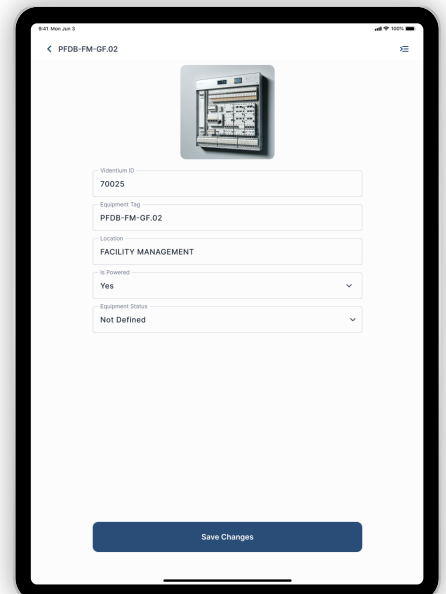 9:41 Mon Jun 3
100%
PFDB-FM-GF.02
Videntium ID
70025
Equipment Tag
PFDB-FM-GF.02
Location
FACILITY MANAGEMENT
Is Powered
Yes
Equipment Status
Not Defined
Save Changes